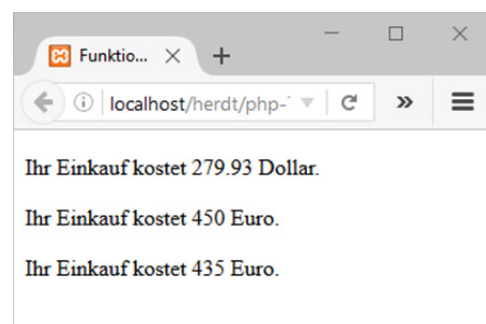 Funktio...
localhost/herdt/php-
Ihr Einkauf kostet 279.93 Dollar.
Ihr Einkauf kostet 450 Euro.
Ihr Einkauf kostet 435 Euro.